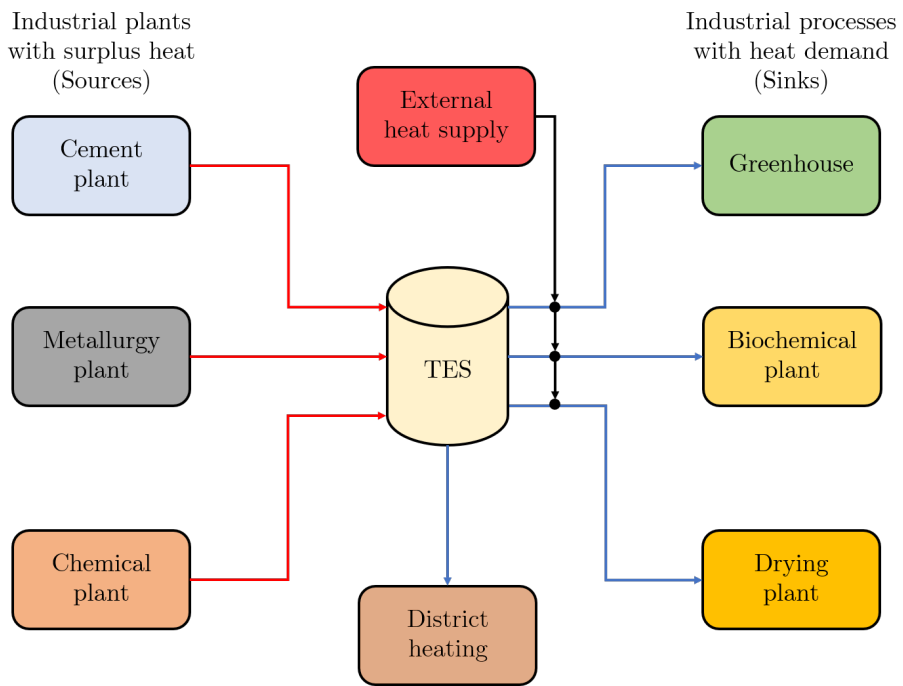 Industrial plants
with surplus heat
(Sources)
Industrial processes
with heat demand
(Sinks)
External
heat supply
Cement
plant
Greenhouse
Metallurgy
plant
TES
Biochemical
plant
Chemical
plant
District
heating
Drying
plant